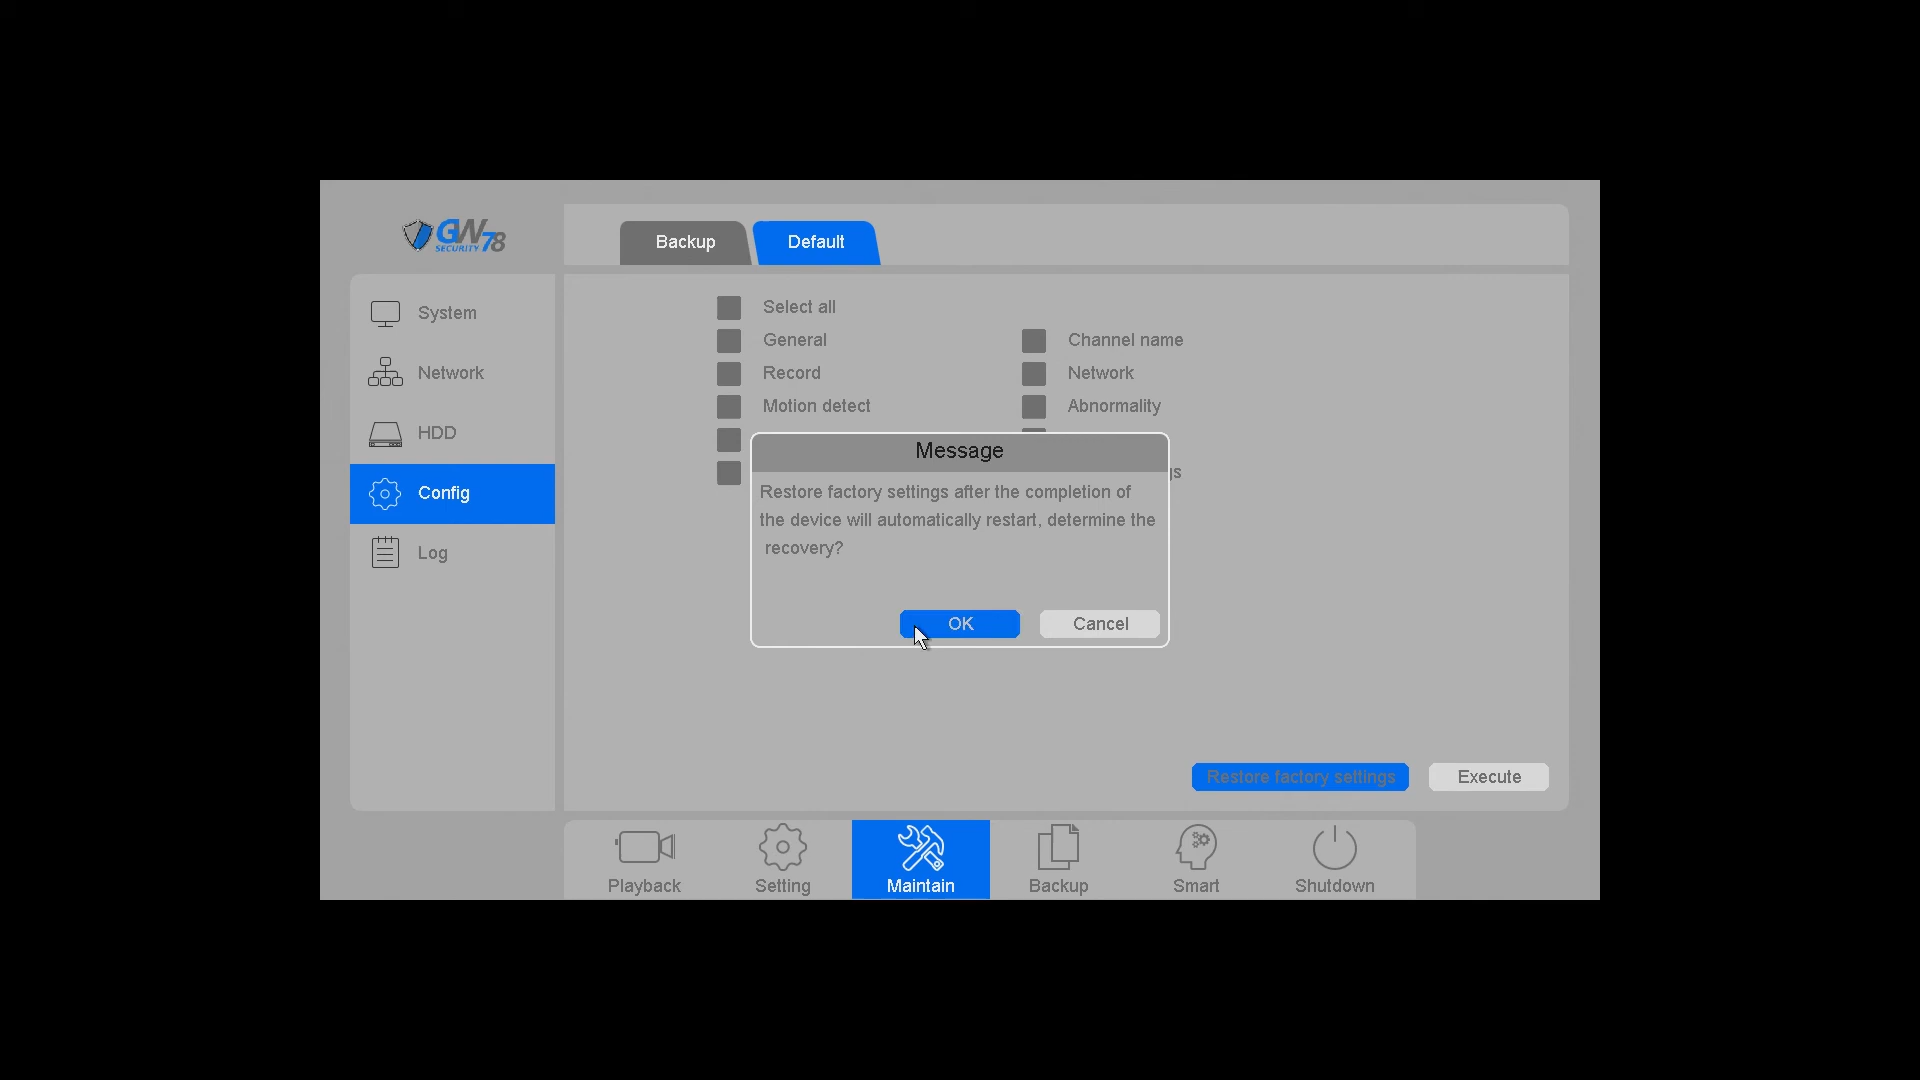 GW78
SECURITY
Backup
Default
System
Network
HDD
Config
Log
Select all
General
Channel name
Record
Network
Motion detect
Abnormality
Message
Restore factory settings after the completion of
the device will automatically restart, determine the
recovery?
OK
Cancel
Restore factory settings
Execute
Playback
Setting
Maintain
Backup
Smart
Shutdown